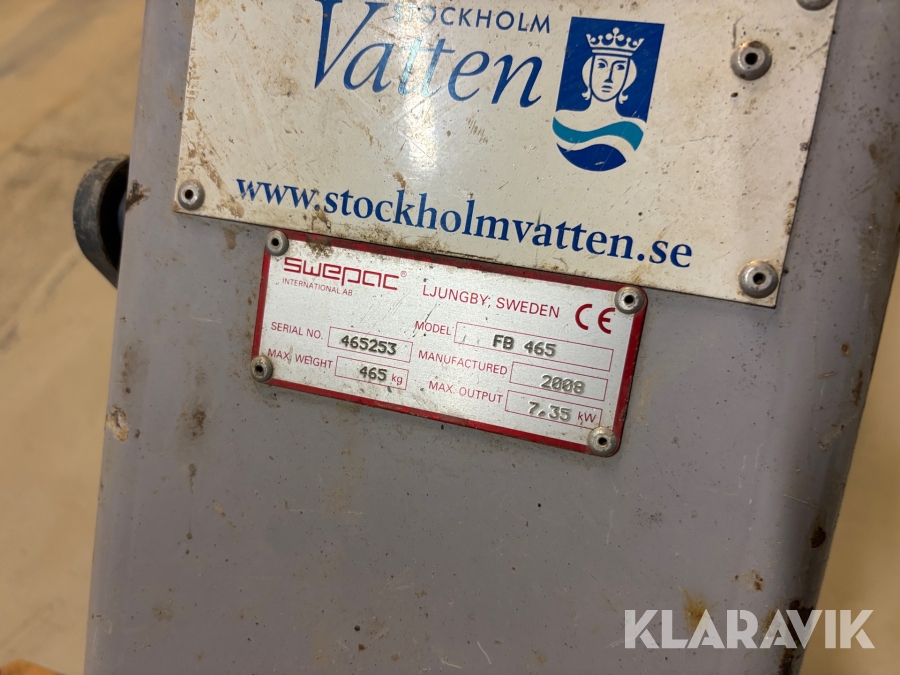 STOCKHOLM
Vatten
www.stockholmvatten.se
swepac®
INTERNATIONAL AB
LJUNGBY, SWEDEN CE
SERIAL NO. 465253 MODEL FB 465
MAX. WEIGHT 465 kg MANUFACTURED 2008
MAX. OUTPUT 7.35 kW
KLARAVIK